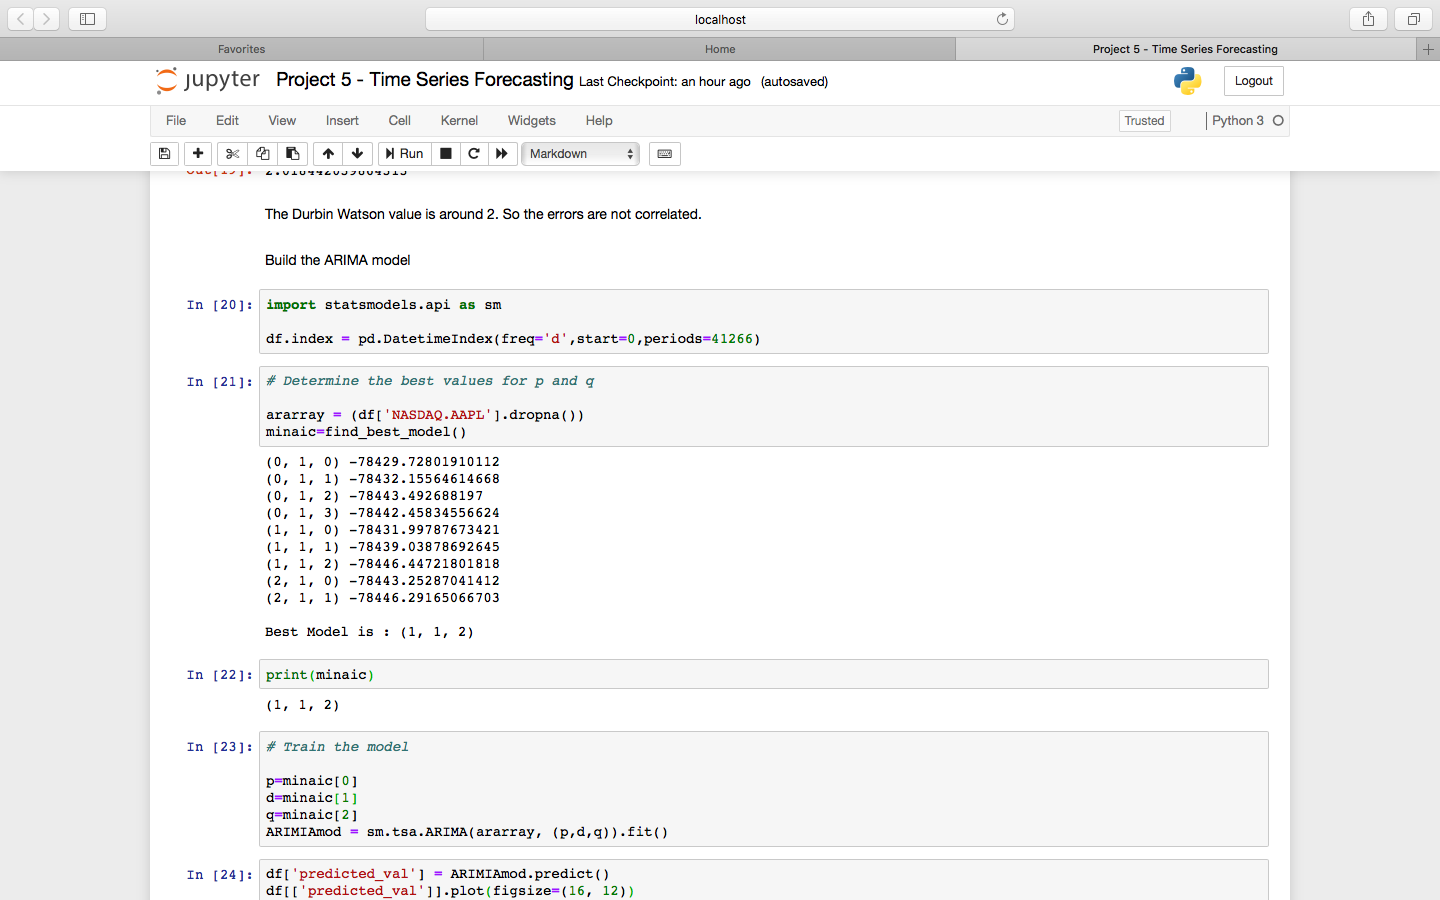 localhost
Favorites
Home
Project 5 - Time Series Forecasting
jupyter Project 5 - Time Series Forecasting Last Checkpoint: an hour ago (autosaved)
Logout
File Edit View Insert Cell Kernel Widgets Help
Trusted
Python 3
Run
Markdown
The Durbin Watson value is around 2. So the errors are not correlated.
Build the ARIMA model
In [20]: import statsmodels.api as sm
df.index = pd.DatetimeIndex(freq='d',start=0,periods=41266)
In [21]: # Determine the best values for p and q
ararray = (df['NASDAQ.AAPL'].dropna())
minaic=find_best_model()
(0, 1, 0) -78429.72801910112
(0, 1, 1) -78432.15564614668
(0, 1, 2) -78443.492688197
(0, 1, 3) -78442.45834556624
(1, 1, 0) -78431.99787673421
(1, 1, 1) -78439.03878692645
(1, 1, 2) -78446.44721801818
(2, 1, 0) -78443.25287041412
(2, 1, 1) -78446.29165066703
Best Model is : (1, 1, 2)
In [22]: print(minaic)
(1, 1, 2)
In [23]: # Train the model
p=minaic[0]
d=minaic[1]
q=minaic[2]
ARIMIAmod = sm.tsa.ARIMA(ararray, (p,d,q)).fit()
In [24]: df['predicted_val'] = ARIMIAmod.predict()
df[['predicted_val']].plot(figsize=(16, 12))